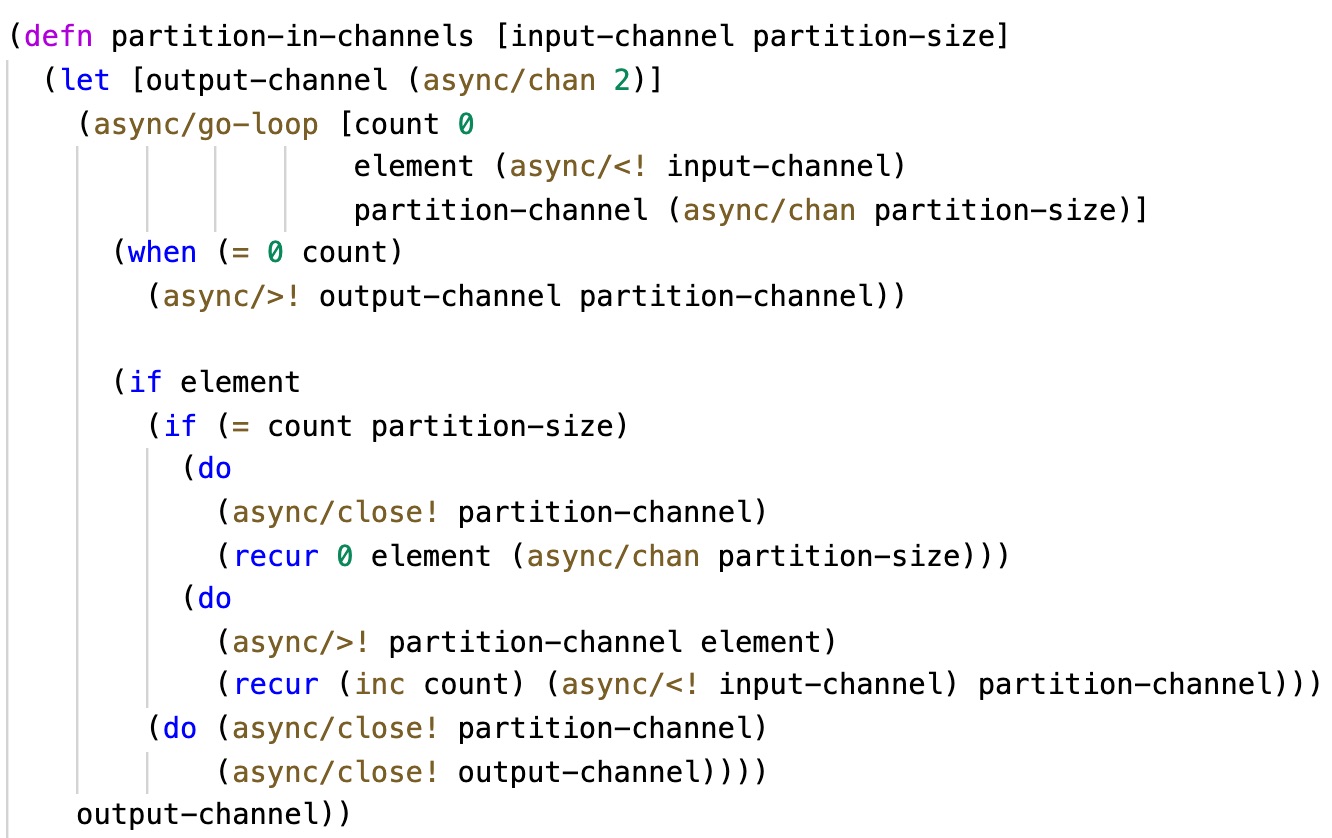 (defn partition-in-channels [input-channel partition-size]
  (let [output-channel (async/chan 2)]
    (async/go-loop [count 0
                    element (async/<! input-channel)
                    partition-channel (async/chan partition-size)]
      (when (= 0 count)
        (async/>! output-channel partition-channel))

      (if element
        (if (= count partition-size)
          (do
            (async/close! partition-channel)
            (recur 0 element (async/chan partition-size)))
          (do
            (async/>! partition-channel element)
            (recur (inc count) (async/<! input-channel) partition-channel)))
        (do (async/close! partition-channel)
            (async/close! output-channel))))
    output-channel))